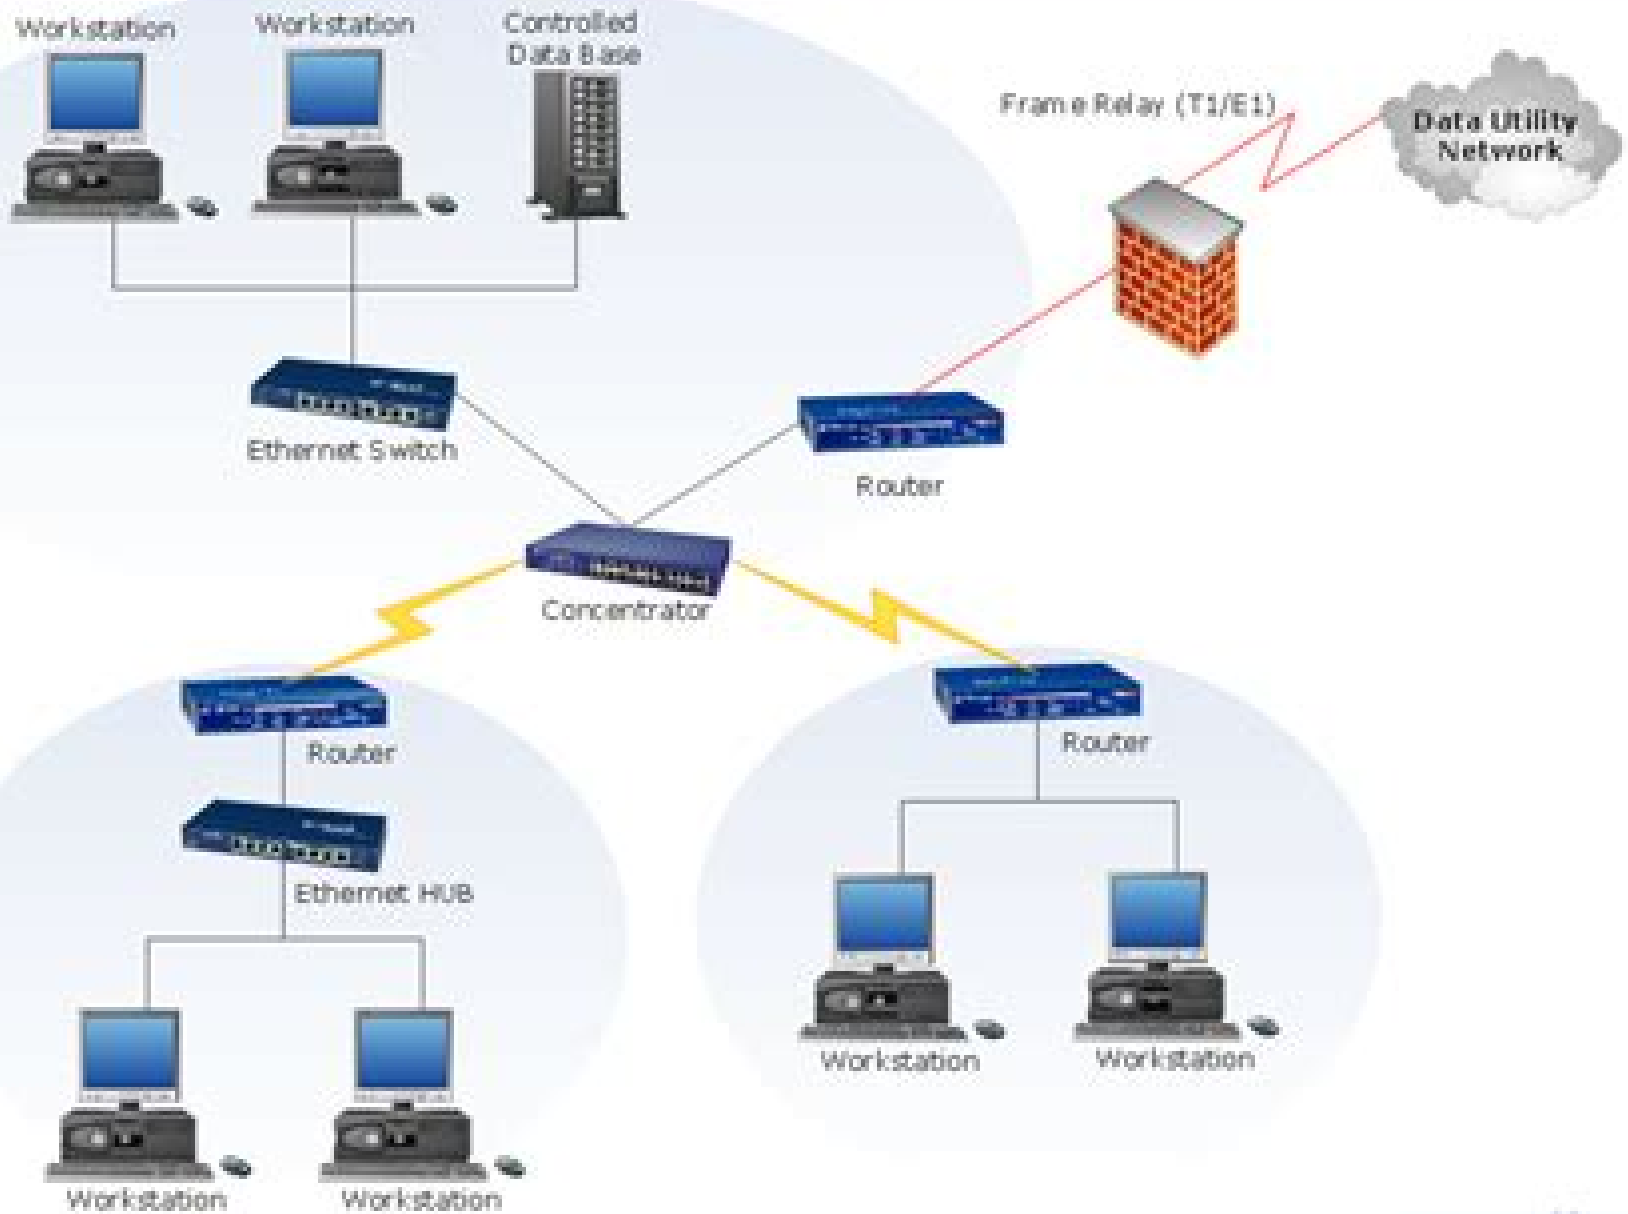 Workstation
Workstation
Controlled
Data Base
Frame Relay (T1/E1)
Data Utility
Network
Ethernet Switch
Router
Concentrator
Router
Router
Ethernet HUB
Workstation
Workstation
Workstation
Workstation